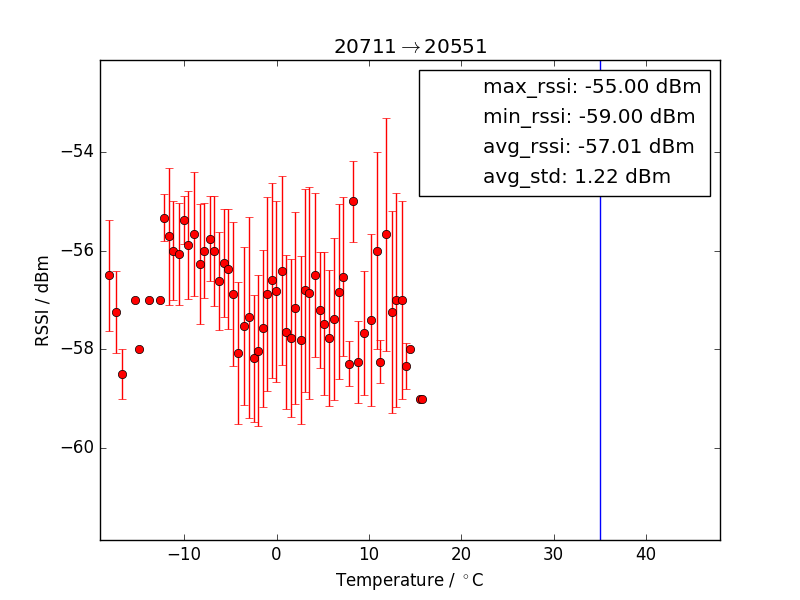 20711→20551
max_rssi: -55.00 dBm
min_rssi: -59.00 dBm
avg_rssi: -57.01 dBm
avg_std: 1.22 dBm
−54
−56
−58
−60
RSSI / dBm
−10 0 10 20 30 40
Temperature / °C